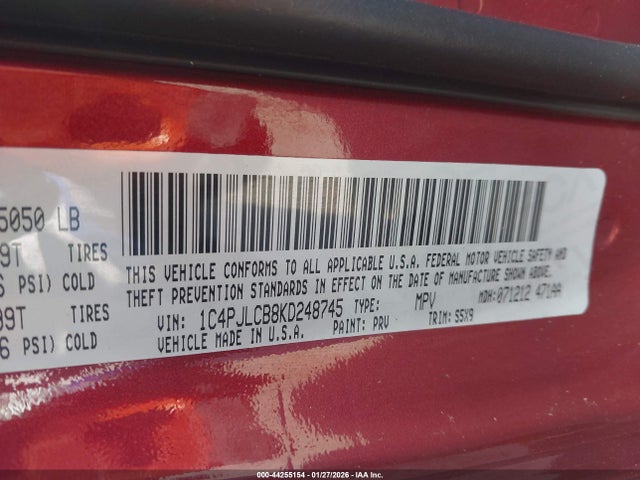 5050 LB
9T TIRES
PSI) COLD
99T TIRES
6 PSI) COLD
THIS VEHICLE CONFORMS TO ALL APPLICABLE U.S.A. FEDERAL MOTOR VEHICLE SAFETY AND
THEFT PREVENTION STANDARDS IN EFFECT ON THE DATE OF MANUFACTURE SHOWN ABOVE.
VIN: 1C4PJLCB8KD248745 TYPE: MPV MDH: 071212 471AA
VEHICLE MADE IN U.S.A. PAINT: PRV TRIM: S5X9
000-44255154 | 01/27/2026 - IAA Inc.